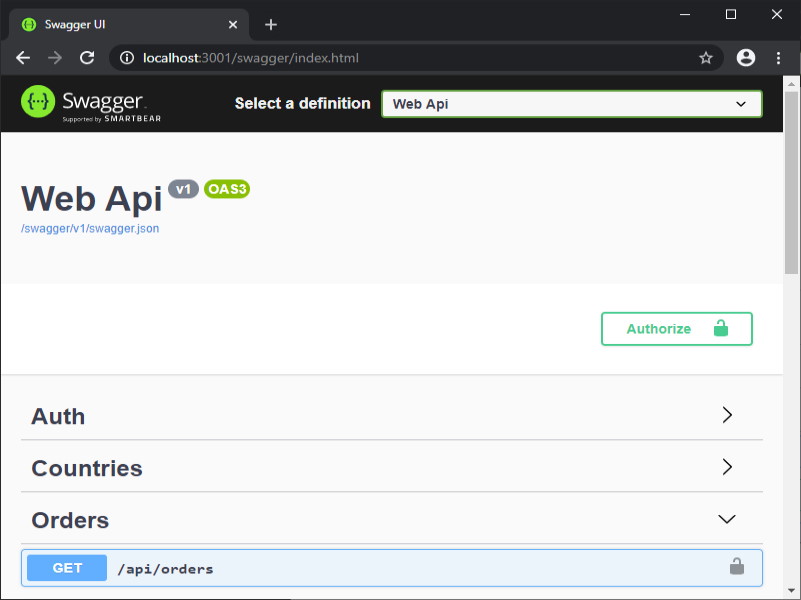 Swagger UI
localhost:3001/swagger/index.html
Swagger
Supported by SMARTBEAR
Select a definition
Web Api
Web Api v1 OAS3
/swagger/v1/swagger.json
Authorize
Auth
Countries
Orders
GET /api/orders